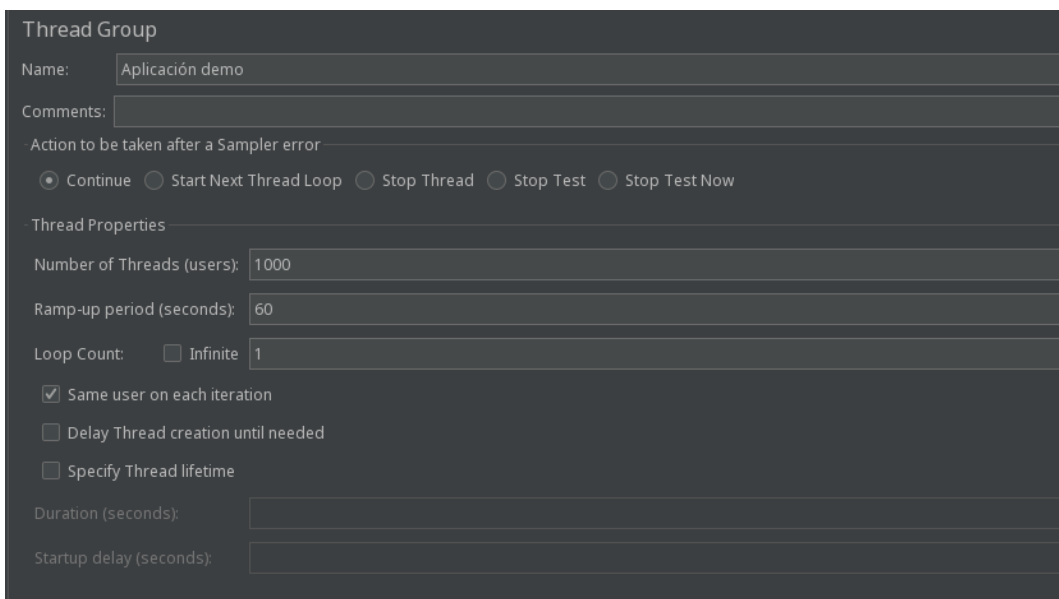 Thread Group
Name: Aplicación demo
Comments:
Action to be taken after a Sampler error
Continue Start Next Thread Loop Stop Thread Stop Test Stop Test Now
Thread Properties
Number of Threads (users): 1000
Ramp-up period (seconds): 60
Loop Count: Infinite 1
Same user on each iteration
Delay Thread creation until needed
Specify Thread lifetime
Duration (seconds):
Startup delay (seconds):